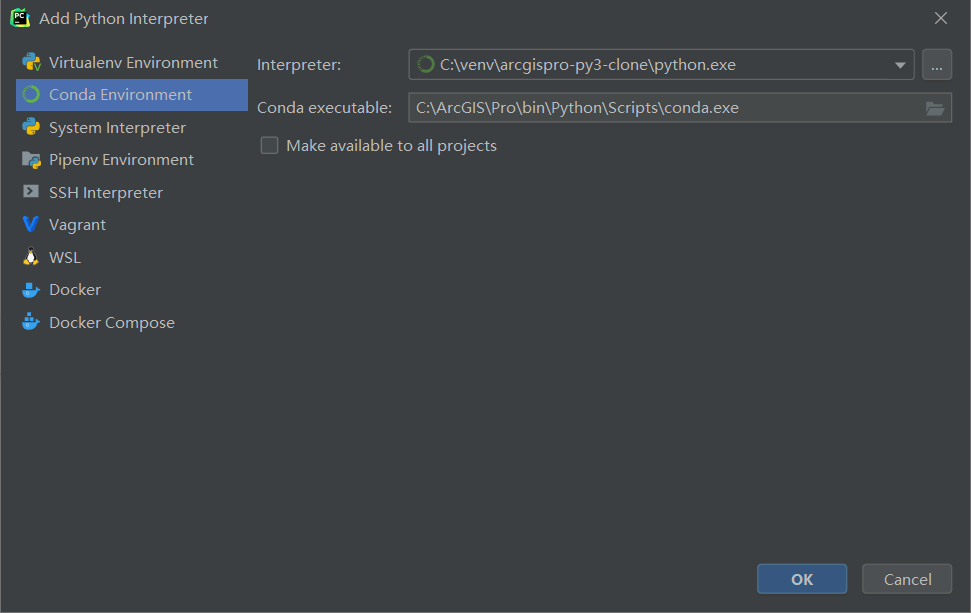 Add Python Interpreter
Virtualenv Environment
Conda Environment
System Interpreter
Pipenv Environment
SSH Interpreter
Vagrant
WSL
Docker
Docker Compose
Interpreter: C:\venv\arcgispro-py3-clone\python.exe ...
Conda executable: C:\ArcGIS\Pro\bin\Python\Scripts\conda.exe
Make available to all projects
OK Cancel